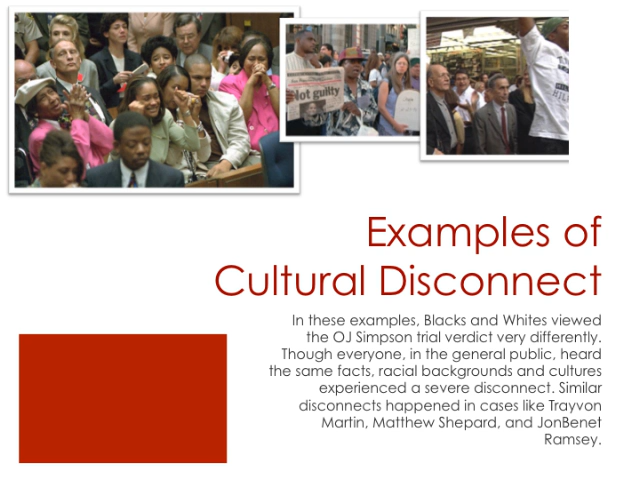 Not guilty
Examples of
Cultural Disconnect
In these examples, Blacks and Whites viewed
the OJ Simpson trial verdict very differently.
Though everyone, in the general public, heard
the same facts, racial backgrounds and cultures
experienced a severe disconnect. Similar
disconnects happened in cases like Trayvon
Martin, Matthew Shepard, and JonBenet
Ramsey.